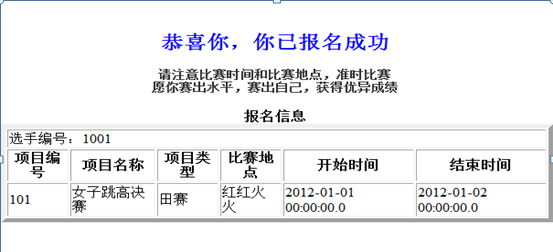 恭喜你，你已报名成功
请注意比赛时间和比赛地点，准时比赛
愿你赛出水平，赛出自己，获得优异成绩
报名信息
选手编号：1001
项目编号 项目名称 项目类型 比赛地点 开始时间 结束时间
101 女子跳高决赛 田赛 红红火火 2012-01-01 00:00:00.0 2012-01-02 00:00:00.0